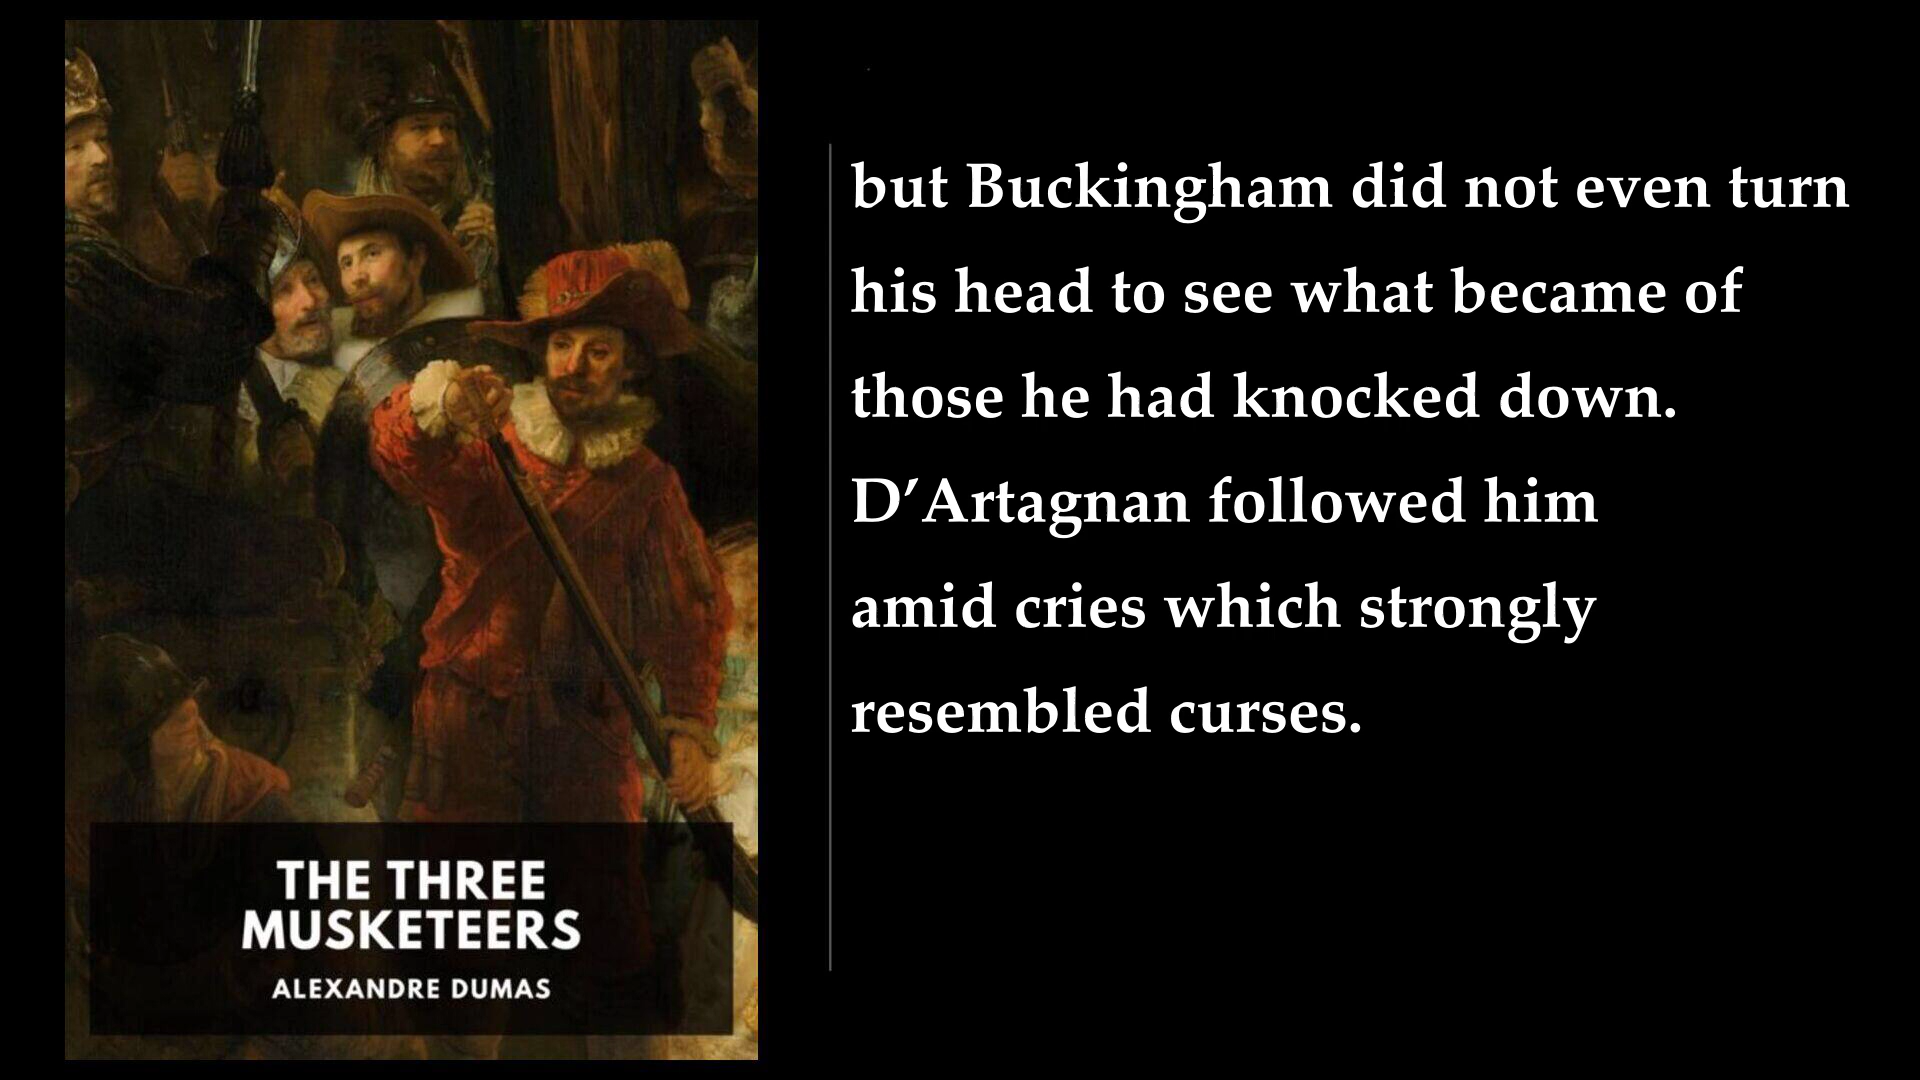 but Buckingham did not even turn
his head to see what became of
those he had knocked down.
D’Artagnan followed him
amid cries which strongly
resembled curses.
THE THREE
MUSKETEERS
ALEXANDRE DUMAS